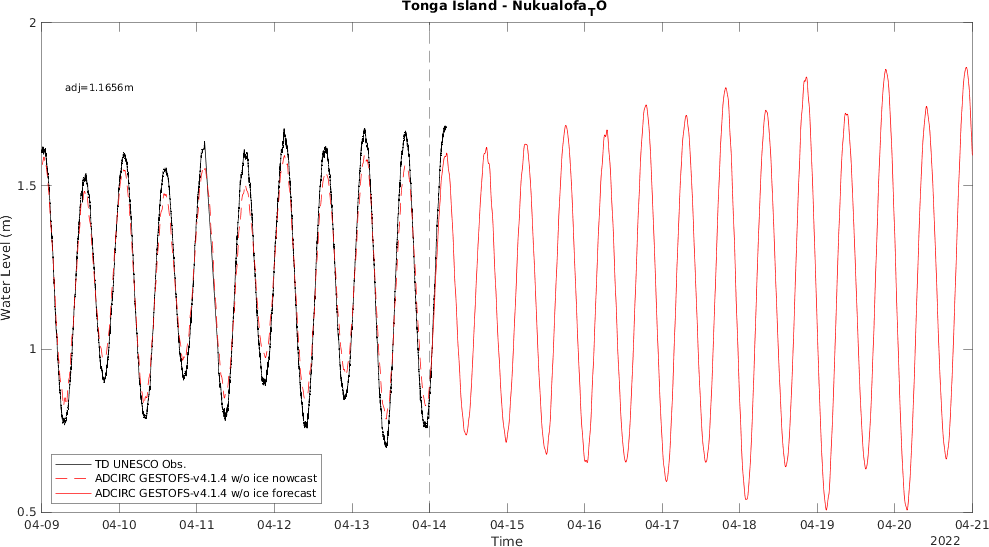 Tonga Island - Nukualofa_TO
2
adj=1.1656m
1.5
Water Level (m)
1
TD UNESCO Obs.
ADCIRC GESTOFS-v4.1.4 w/o ice nowcast
ADCIRC GESTOFS-v4.1.4 w/o ice forecast
0.5
04-09 04-10 04-11 04-12 04-13 04-14 04-15 04-16 04-17 04-18 04-19 04-20 04-21
Time
2022